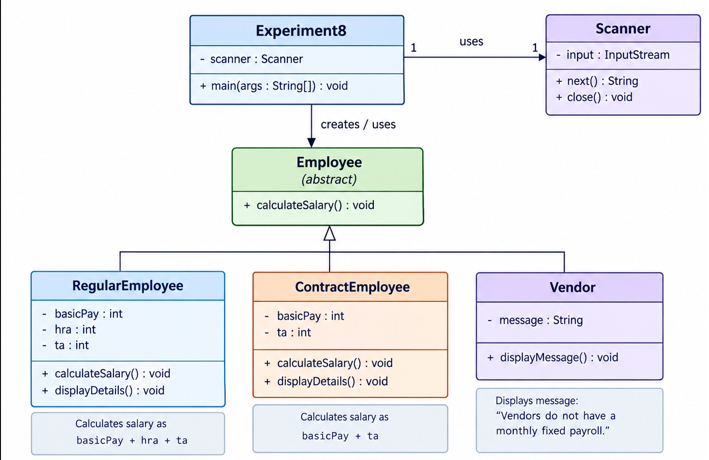 Experiment8
- scanner : Scanner
+ main(args : String[]) : void
1
uses
1
Scanner
- input : InputStream
+ next() : String
+ close() : void
creates / uses
Employee
(abstract)
+ calculateSalary() : void
RegularEmployee
- basicPay : int
- hra : int
- ta : int
+ calculateSalary() : void
+ displayDetails() : void
Calculates salary as
basicPay + hra + ta
ContractEmployee
- basicPay : int
- ta : int
+ calculateSalary() : void
+ displayDetails() : void
Calculates salary as
basicPay + ta
Vendor
- message : String
+ displayMessage() : void
Displays message:
“Vendors do not have a
monthly fixed payroll.”